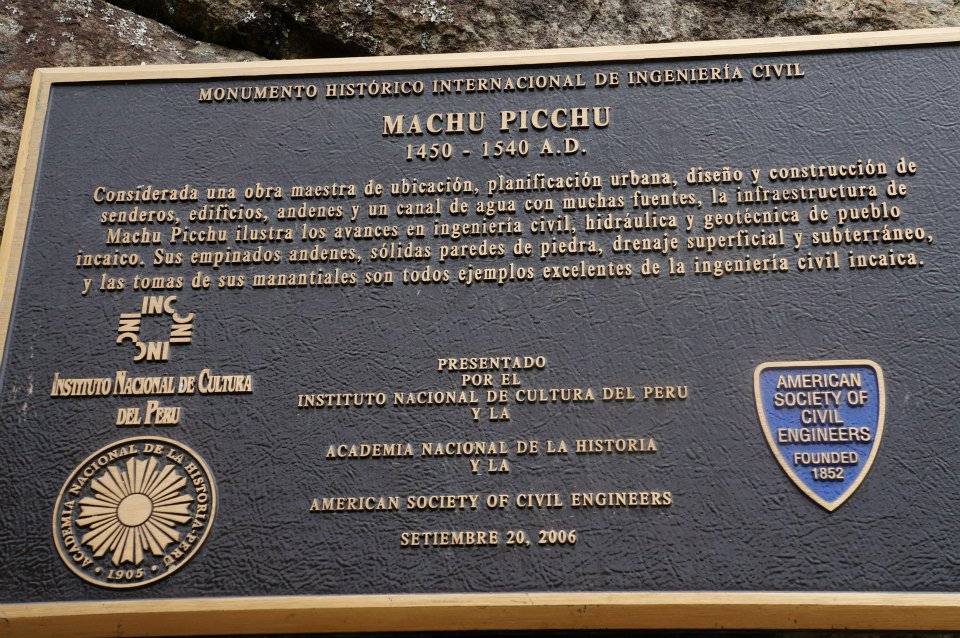 MONUMENTO HISTÓRICO INTERNACIONAL DE INGENIERÍA CIVIL
MACHU PICCHU
1450 - 1540 A.D.
Considerada una obra maestra de ubicación, planificación urbana, diseño y construcción de
senderos, edificios, andenes y un canal de agua con muchas fuentes, la infraestructura de
Machu Picchu ilustra los avances en ingeniería civil, hidráulica y geotécnica de pueblo
incaico. Sus empinados andenes, sólidas paredes de piedra, drenaje superficial y subterráneo,
y las tomas de sus manantiales son todos ejemplos excelentes de la ingeniería civil incaica.
INC
INC
INC
INC
INSTITUTO NACIONAL DE CULTURA
DEL PERU
ACADEMIA NACIONAL DE LA HISTORIA-PERU
1905
PRESENTADO
POR EL
INSTITUTO NACIONAL DE CULTURA DEL PERU
Y LA
ACADEMIA NACIONAL DE LA HISTORIA
Y LA
AMERICAN SOCIETY OF CIVIL ENGINEERS
SETIEMBRE 20, 2006
AMERICAN
SOCIETY OF
CIVIL
ENGINEERS
FOUNDED
1852